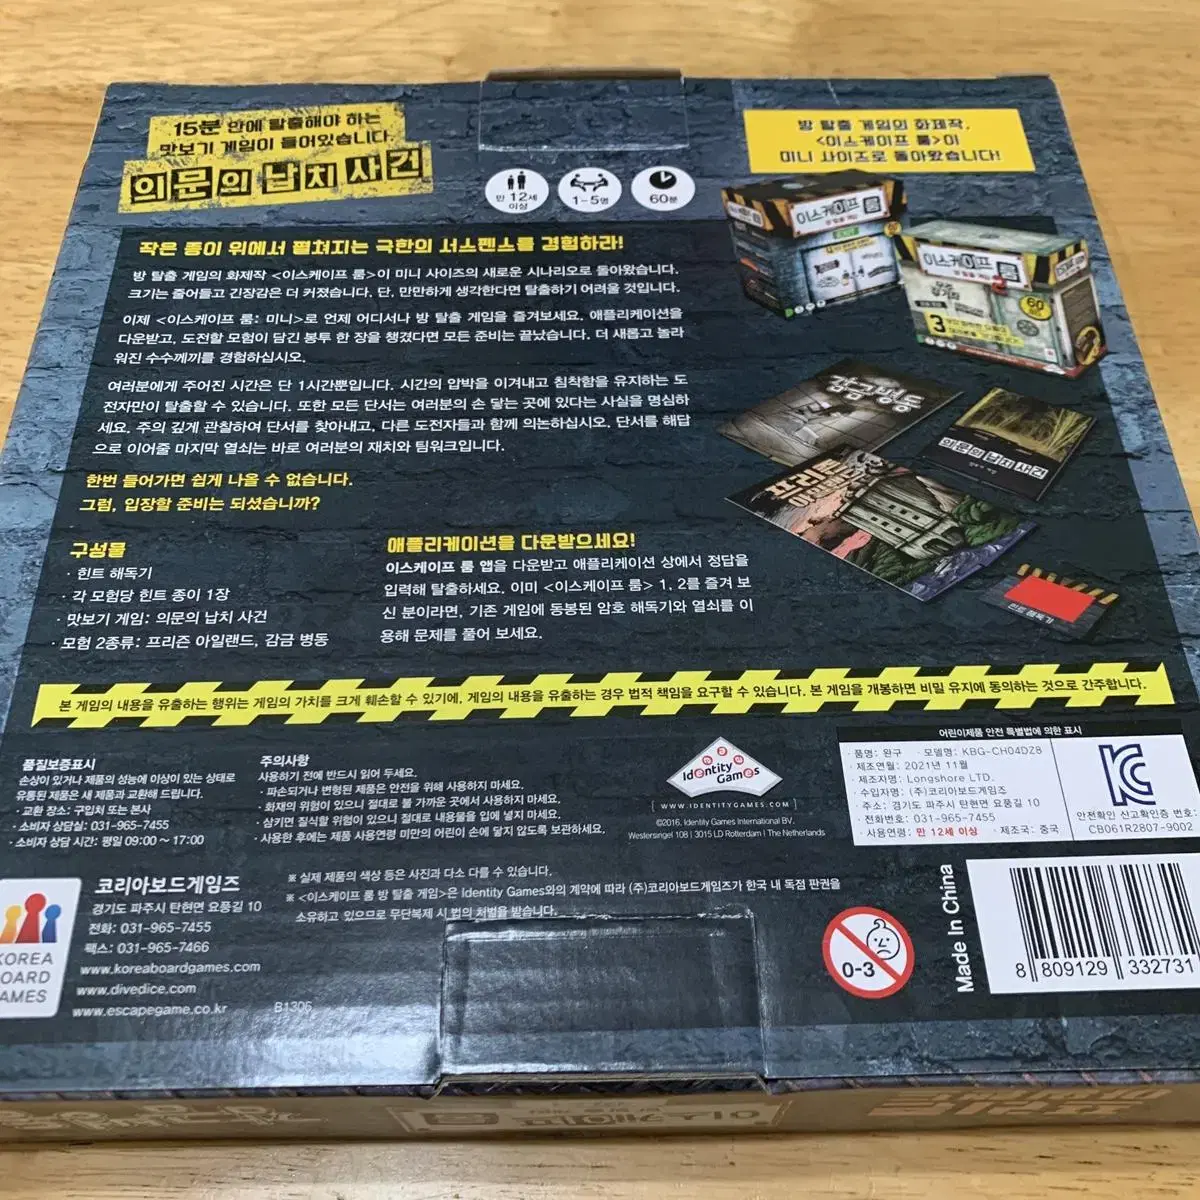 15분 안에 탈출해야 하는
맛보기 게임이 들어있습니다.
의문의 납치 사건
만 12세
이상
1-5명
60분
방 탈출 게임의 화제작,
<이스케이프 룸>이
미니 사이즈로 돌아왔습니다!
이스케이프 룸
이스케이프 룸
3
60
작은 종이 위에서 펼쳐지는 극한의 서스펜스를 경험하라!
방 탈출 게임의 화제작 <이스케이프 룸>이 미니 사이즈의 새로운 시나리오로 돌아왔습니다.
크기는 줄어들고 긴장감은 더 커졌습니다. 단, 만만하게 생각한다면 탈출하기 어려울 것입니다.
이제 <이스케이프 룸: 미니>로 언제 어디서나 방 탈출 게임을 즐겨보세요. 애플리케이션을
다운받고, 도전할 모험이 담긴 봉투 한 장을 챙겼다면 모든 준비는 끝났습니다. 더 새롭고 놀라
워진 수수께끼를 경험하십시오.
여러분에게 주어진 시간은 단 1시간뿐입니다. 시간의 압박을 이겨내고 침착함을 유지하는 도
전자만이 탈출할 수 있습니다. 또한 모든 단서는 여러분의 손 닿는 곳에 있다는 사실을 명심하
세요. 주의 깊게 관찰하여 단서를 찾아내고, 다른 도전자들과 함께 의논하십시오. 단서를 해답
으로 이어줄 마지막 열쇠는 바로 여러분의 재치와 팀워크입니다.
한번 들어가면 쉽게 나올 수 없습니다.
그럼, 입장할 준비는 되셨습니까?
감금병동
의문의 납치 사건
프리즌
힌트 해독기
구성물
· 힌트 해독기
· 각 모험당 힌트 종이 1장
· 맛보기 게임: 의문의 납치 사건
· 모험 2종류: 프리즌 아일랜드, 감금 병동
애플리케이션을 다운받으세요!
이스케이프 룸 앱을 다운받고 애플리케이션 상에서 정답을
입력해 탈출하세요. 이미 <이스케이프 룸> 1, 2를 즐겨 보
신 분이라면, 기존 게임에 동봉된 암호 해독기와 열쇠를 이
용해 문제를 풀어 보세요.
본 게임의 내용을 유출하는 행위는 게임의 가치를 크게 훼손할 수 있기에, 게임의 내용을 유출하는 경우 법적 책임을 요구할 수 있습니다. 본 게임을 개봉하면 비밀 유지에 동의하는 것으로 간주합니다.
품질보증표시
손상이 있거나 제품의 성능에 이상이 있는 상태로
유통된 제품은 새 제품과 교환해 드립니다.
· 교환 장소: 구입처 또는 본사
· 소비자 상담실: 031-965-7455
· 소비자 상담 시간: 평일 09:00 ~ 17:00
주의사항
사용하기 전에 반드시 읽어 두세요.
· 파손되거나 변형된 제품은 안전을 위해 사용하지 마세요.
· 화재의 위험이 있으니 절대로 불 가까운 곳에서 사용하지 마세요.
· 삼키면 질식할 위험이 있으니 절대로 내용물을 입에 넣지 마세요.
· 사용한 후에는 제품 사용연령 미만의 어린이 손에 닿지 않도록 보관하세요.
Identity
Games
[ WWW.IDENTITYGAMES.COM ]
©2016, Identity Games International BV.
Westersingel 108 | 3015 LD Rotterdam | The Netherlands
어린이제품 안전 특별법에 의한 표시
· 품명: 완구 · 모델명: KBG-CH04DZ8
· 제조연월: 2021년 11월
· 제조자명: Longshore LTD.
· 수입자명: (주)코리아보드게임즈
· 주소: 경기도 파주시 탄현면 요풍길 10
· 전화번호: 031-965-7455
· 사용연령: 만 12세 이상 · 제조국: 중국
안전확인 신고확인증 번호:
CB061R2807-9002
KOREA
BOARD
GAMES
코리아보드게임즈
경기도 파주시 탄현면 요풍길 10
전화: 031-965-7455
팩스: 031-965-7466
www.koreaboardgames.com
www.divedice.com
www.escapegame.co.kr
B1306
※ 실제 제품의 색상 등은 사진과 다소 다를 수 있습니다.
※ <이스케이프 룸 방 탈출 게임>은 Identity Games와의 계약에 따라 (주)코리아보드게임즈가 한국 내 독점 판권을
소유하고 있으므로 무단복제 시 법의 처벌을 받습니다.
0-3
Made In China
8 809129 332731